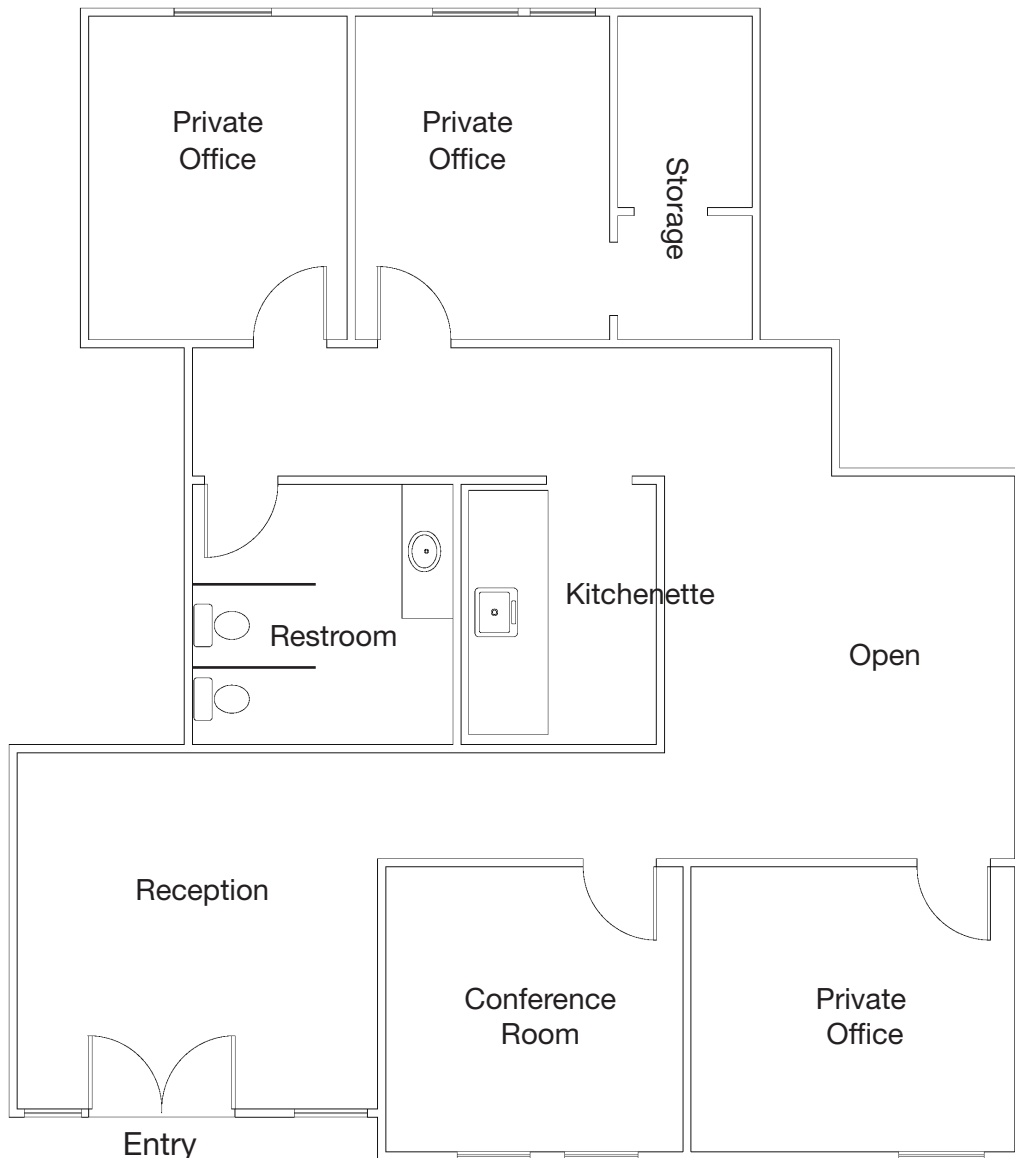 Private
Office
Private
Office
Storage
Kitchenette
Restroom
Open
Reception
Conference
Room
Private
Office
Entry